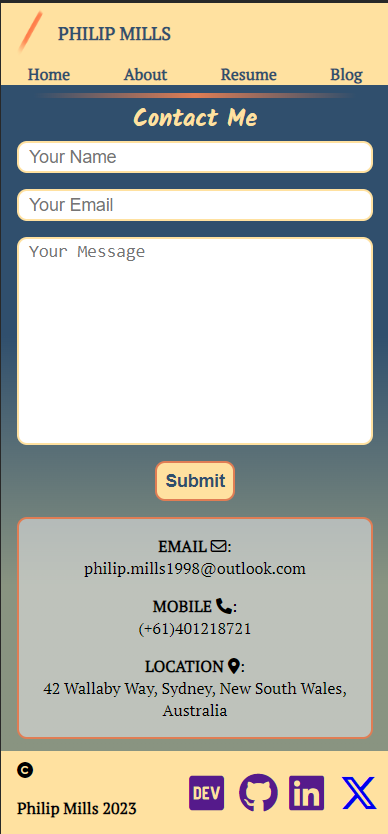 PHILIP MILLS
Home About Resume Blog
Contact Me
Your Name
Your Email
Your Message
Submit
EMAIL :
philip.mills1998@outlook.com
MOBILE :
(+61)401218721
LOCATION :
42 Wallaby Way, Sydney, New South Wales,
Australia
©
Philip Mills 2023
DEV in X